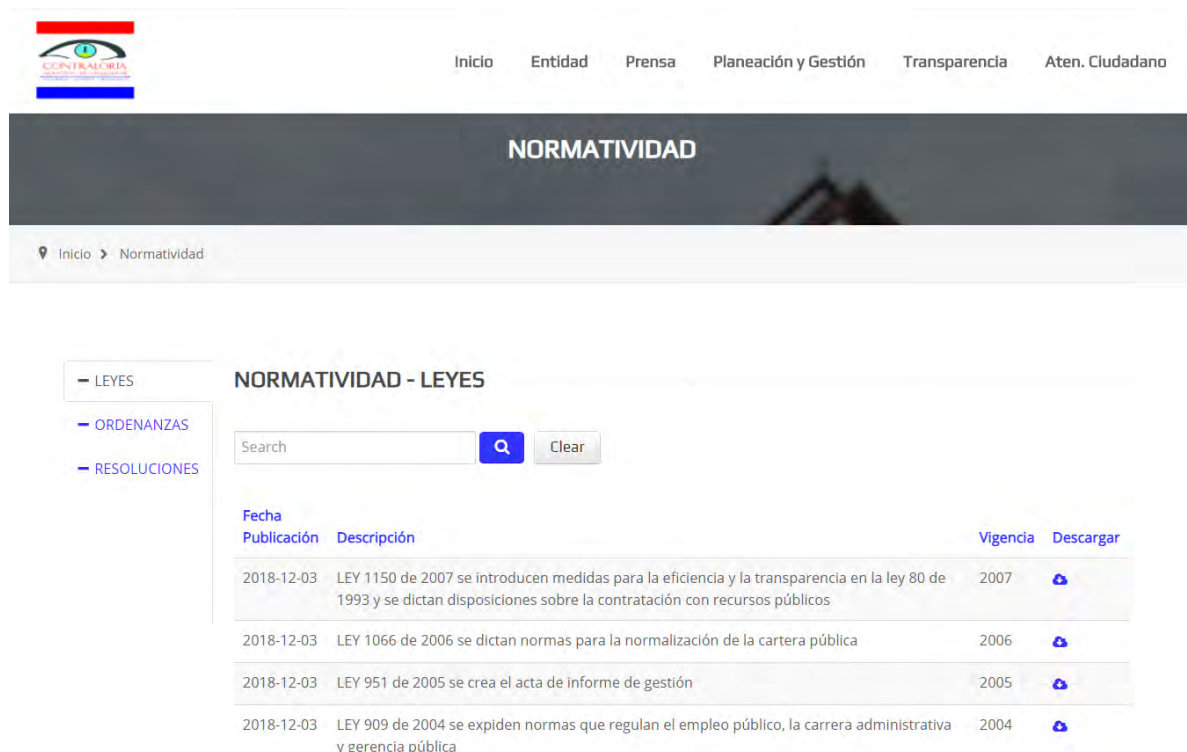 CONTRALORÍA
Inicio Entidad Prensa Planeación y Gestión Transparencia Aten. Ciudadano
NORMATIVIDAD
Inicio > Normatividad
LEYES
ORDENANZAS
RESOLUCIONES
NORMATIVIDAD - LEYES
Search Clear
Fecha
Publicación Descripción Vigencia Descargar
2018-12-03 LEY 1150 de 2007 se introducen medidas para la eficiencia y la transparencia en la ley 80 de 2007
1993 y se dictan disposiciones sobre la contratación con recursos públicos
2018-12-03 LEY 1066 de 2006 se dictan normas para la normalización de la cartera pública 2006
2018-12-03 LEY 951 de 2005 se crea el acta de informe de gestión 2005
2018-12-03 LEY 909 de 2004 se expiden normas que regulan el empleo público, la carrera administrativa 2004
y gerencia pública